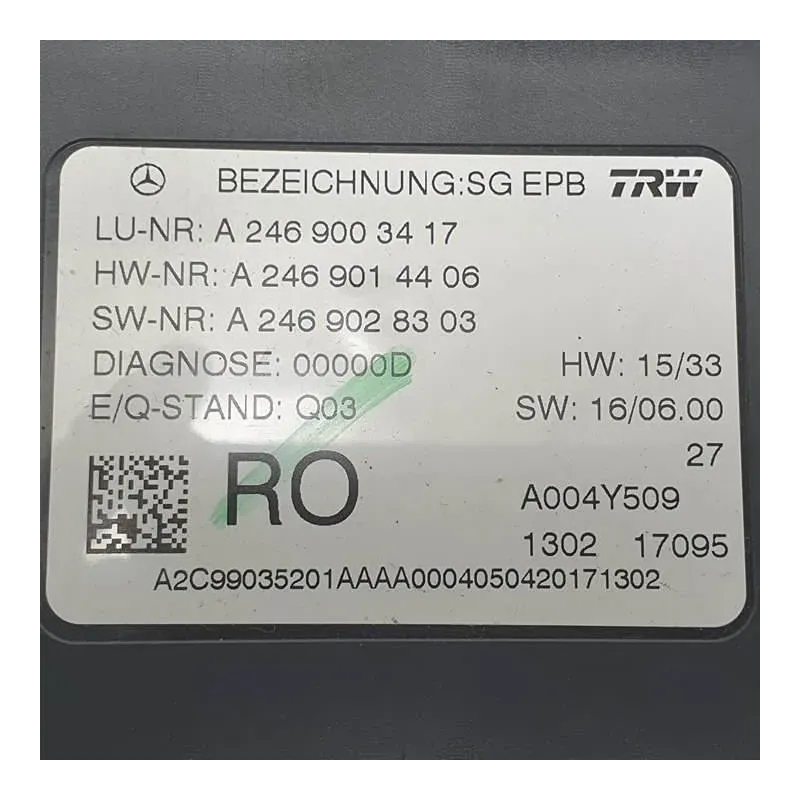 BEZEICHNUNG:SG EPB TRW
LU-NR: A 246 900 34 17
HW-NR: A 246 901 44 06
SW-NR: A 246 902 83 03
DIAGNOSE: 00000D HW: 15/33
E/Q-STAND: Q03 SW: 16/06.00
27
RO
A004Y509
1302 17095
A2C99035201AAAA0004050420171302